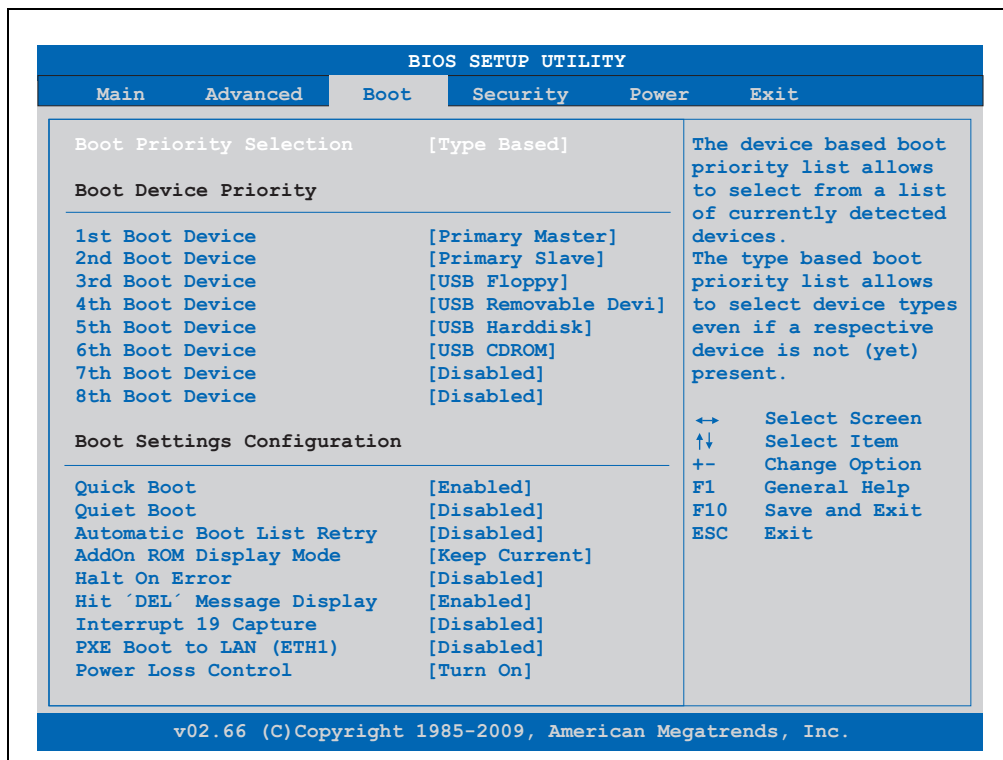 BIOS SETUP UTILITY
Main Advanced Boot Security Power Exit
Boot Priority Selection [Type Based]
Boot Device Priority
1st Boot Device [Primary Master]
2nd Boot Device [Primary Slave]
3rd Boot Device [USB Floppy]
4th Boot Device [USB Removable Devi]
5th Boot Device [USB Harddisk]
6th Boot Device [USB CDROM]
7th Boot Device [Disabled]
8th Boot Device [Disabled]
Boot Settings Configuration
Quick Boot [Enabled]
Quiet Boot [Disabled]
Automatic Boot List Retry [Disabled]
AddOn ROM Display Mode [Keep Current]
Halt On Error [Disabled]
Hit ´DEL´ Message Display [Enabled]
Interrupt 19 Capture [Disabled]
PXE Boot to LAN (ETH1) [Disabled]
Power Loss Control [Turn On]
The device based boot
priority list allows
to select from a list
of currently detected
devices.
The type based boot
priority list allows
to select device types
even if a respective
device is not (yet)
present.
↔ Select Screen
↑↓ Select Item
+- Change Option
F1 General Help
F10 Save and Exit
ESC Exit
v02.66 (C)Copyright 1985-2009, American Megatrends, Inc.